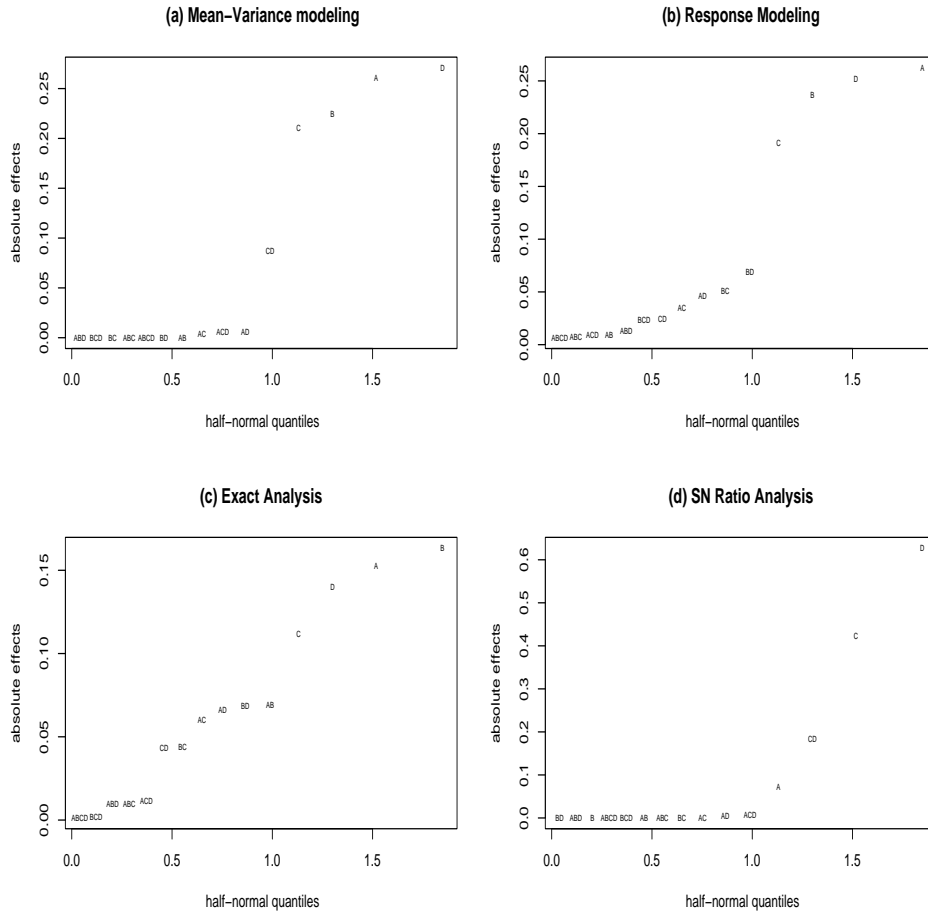 (a) Mean−Variance modeling
absolute effects
0.00 0.05 0.10 0.15 0.20 0.25
ABD BCD BC ABC ABCD BD AB AC ACD AD CD C B A D
0.0 0.5 1.0 1.5
half−normal quantiles
(b) Response Modeling
absolute effects
0.00 0.05 0.10 0.15 0.20 0.25
ABCD ABC ACD AB ABD BCD CD AC AD BC BD C B D A
0.0 0.5 1.0 1.5
half−normal quantiles
(c) Exact Analysis
absolute effects
0.00 0.05 0.10 0.15
ABCD BCD ABD ABC ACD CD BC AC AD BD AB C D A B
0.0 0.5 1.0 1.5
half−normal quantiles
(d) SN Ratio Analysis
absolute effects
0.0 0.1 0.2 0.3 0.4 0.5 0.6
BD ABD B ABCD BCD AB ABC BC AC AD ACD A CD C D
0.0 0.5 1.0 1.5
half−normal quantiles